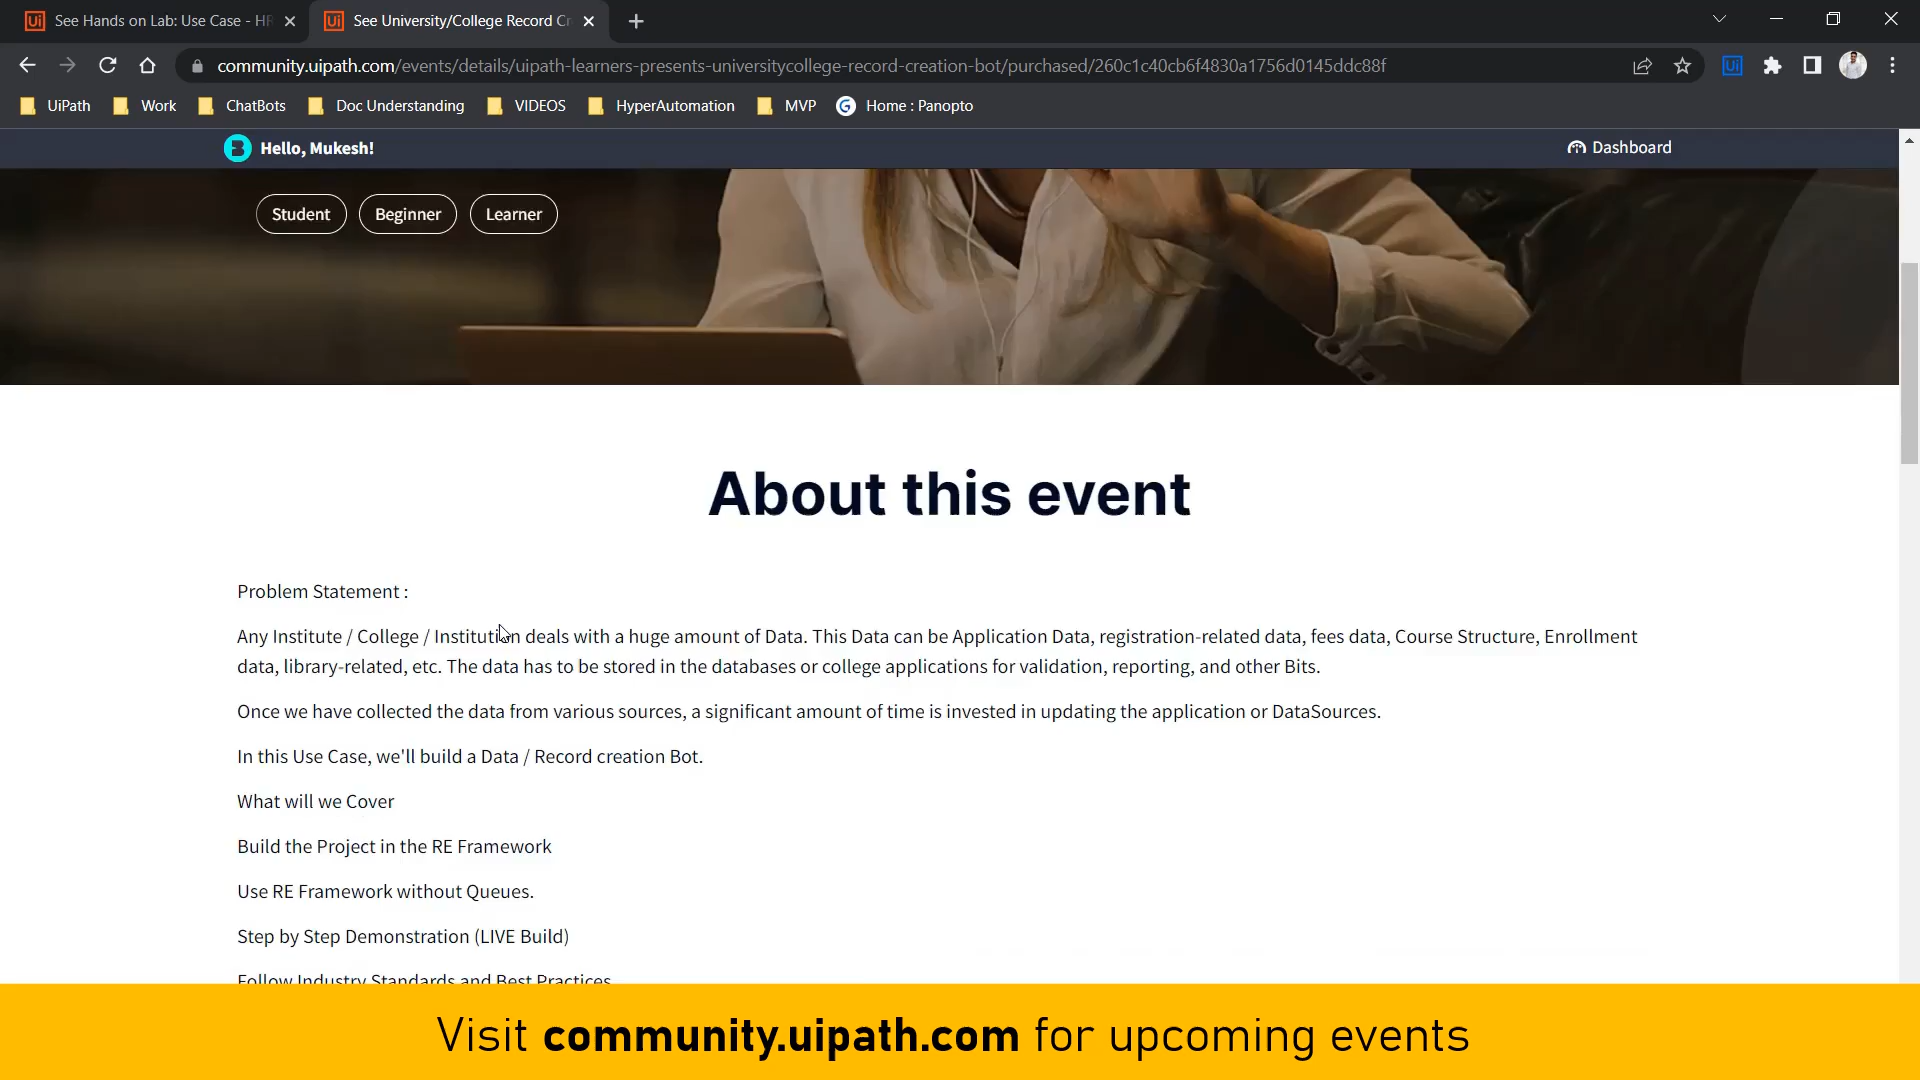 See Hands on Lab: Use Case - HR
See University/College Record Cr
community.uipath.com/events/details/uipath-learners-presents-universitycollege-record-creation-bot/purchased/260c1c40cb6f4830a1756d0145ddc88f
UiPath Work ChatBots Doc Understanding VIDEOS HyperAutomation MVP Home : Panopto
Hello, Mukesh! Dashboard
Student Beginner Learner
About this event
Problem Statement :
Any Institute / College / Institution deals with a huge amount of Data. This Data can be Application Data, registration-related data, fees data, Course Structure, Enrollment
data, library-related, etc. The data has to be stored in the databases or college applications for validation, reporting, and other Bits.
Once we have collected the data from various sources, a significant amount of time is invested in updating the application or DataSources.
In this Use Case, we'll build a Data / Record creation Bot.
What will we Cover
Build the Project in the RE Framework
Use RE Framework without Queues.
Step by Step Demonstration (LIVE Build)
Follow Industry Standards and Best Practices
Visit community.uipath.com for upcoming events